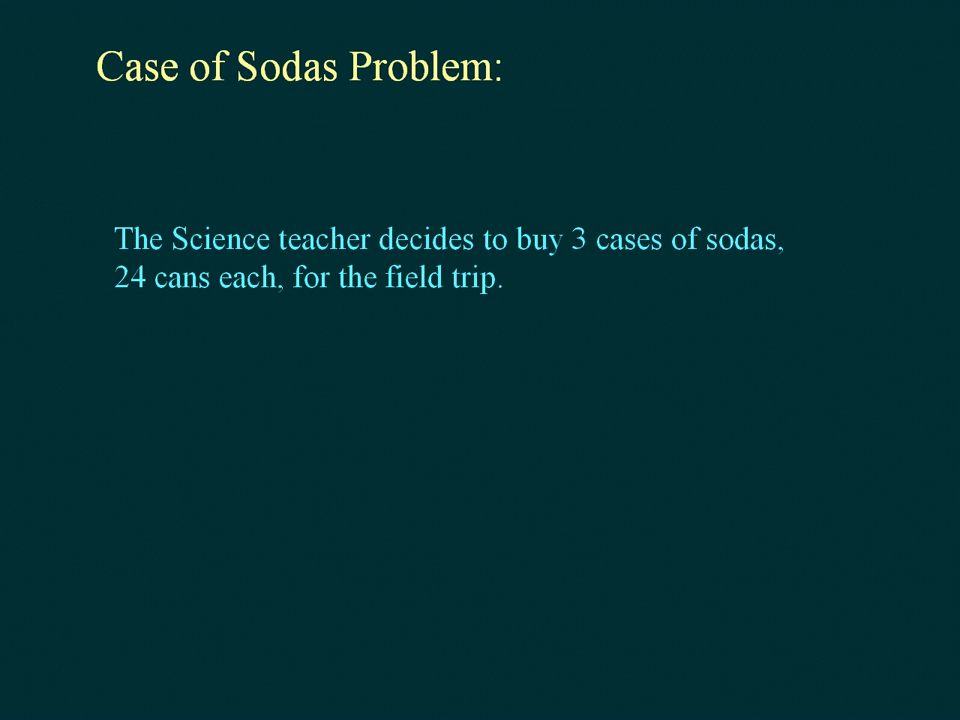 Case of Sodas Problem:
The Science teacher decides to buy 3 cases of sodas,
24 cans each, for the field trip.